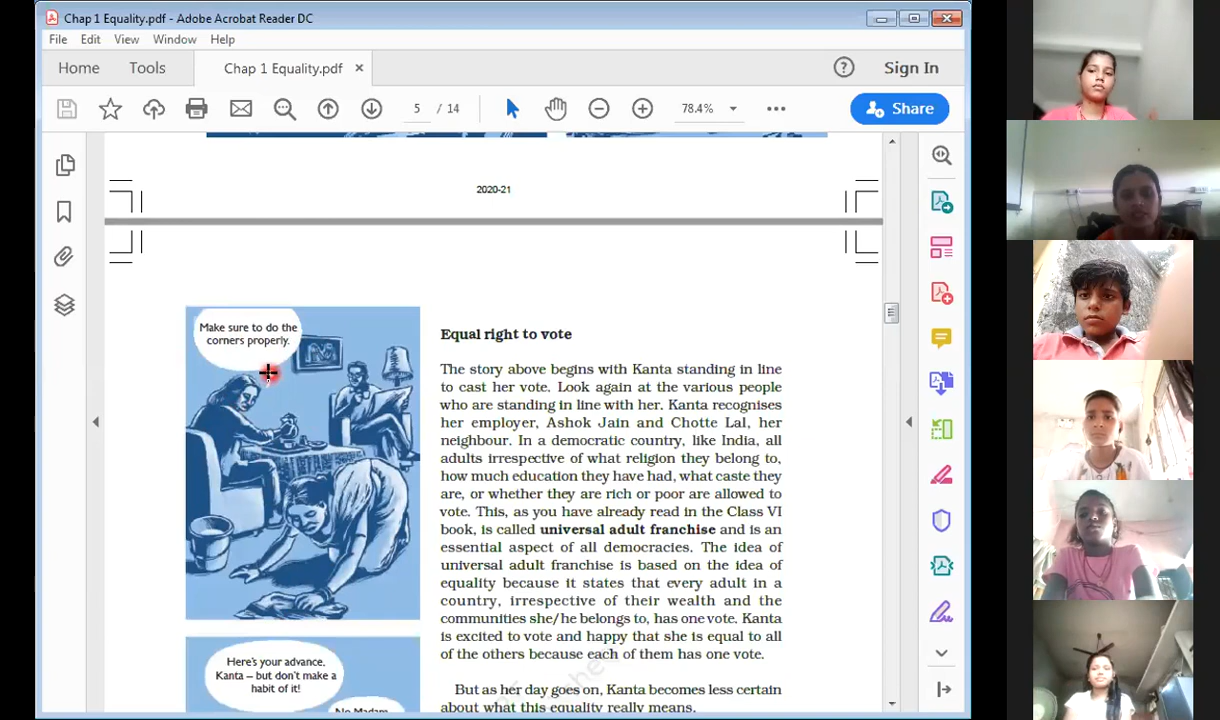 Chap 1 Equality.pdf - Adobe Acrobat Reader DC
File Edit View Window Help
Home Tools Chap 1 Equality.pdf × ? Sign In
5 / 14 78.4% Share
2020-21
Make sure to do the
corners properly.
Equal right to vote
The story above begins with Kanta standing in line
to cast her vote. Look again at the various people
who are standing in line with her. Kanta recognises
her employer, Ashok Jain and Chotte Lal, her
neighbour. In a democratic country, like India, all
adults irrespective of what religion they belong to,
how much education they have had, what caste they
are, or whether they are rich or poor are allowed to
vote. This, as you have already read in the Class VI
book, is called universal adult franchise and is an
essential aspect of all democracies. The idea of
universal adult franchise is based on the idea of
equality because it states that every adult in a
country, irrespective of their wealth and the
communities she/he belongs to, has one vote. Kanta
is excited to vote and happy that she is equal to all
of the others because each of them has one vote.
Here's your advance,
Kanta – but don't make a
habit of it!
No Madam
But as her day goes on, Kanta becomes less certain
about what this equality really means.